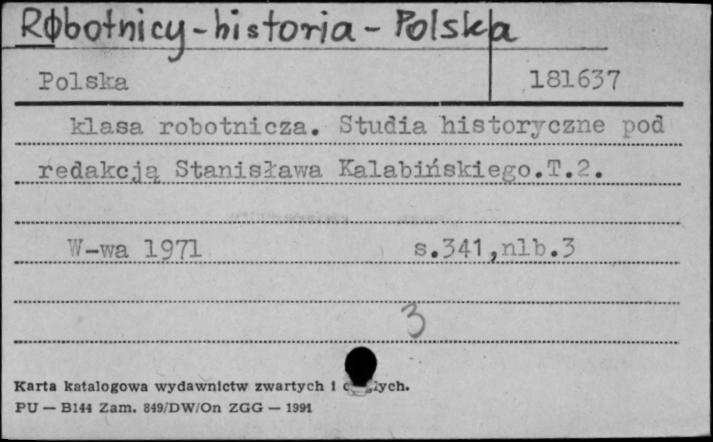 Robotnicy-historia-Polska
Polska 181637
klasa robotnicza. Studia historyczne pod
redakcją Stanisława Kalabińskiego.T.2.
W-wa 1971 s.341,nlb.3
3
Karta katalogowa wydawnictw zwartych i
PU — B144 Zam. 849/DW/On ZGG — 1991